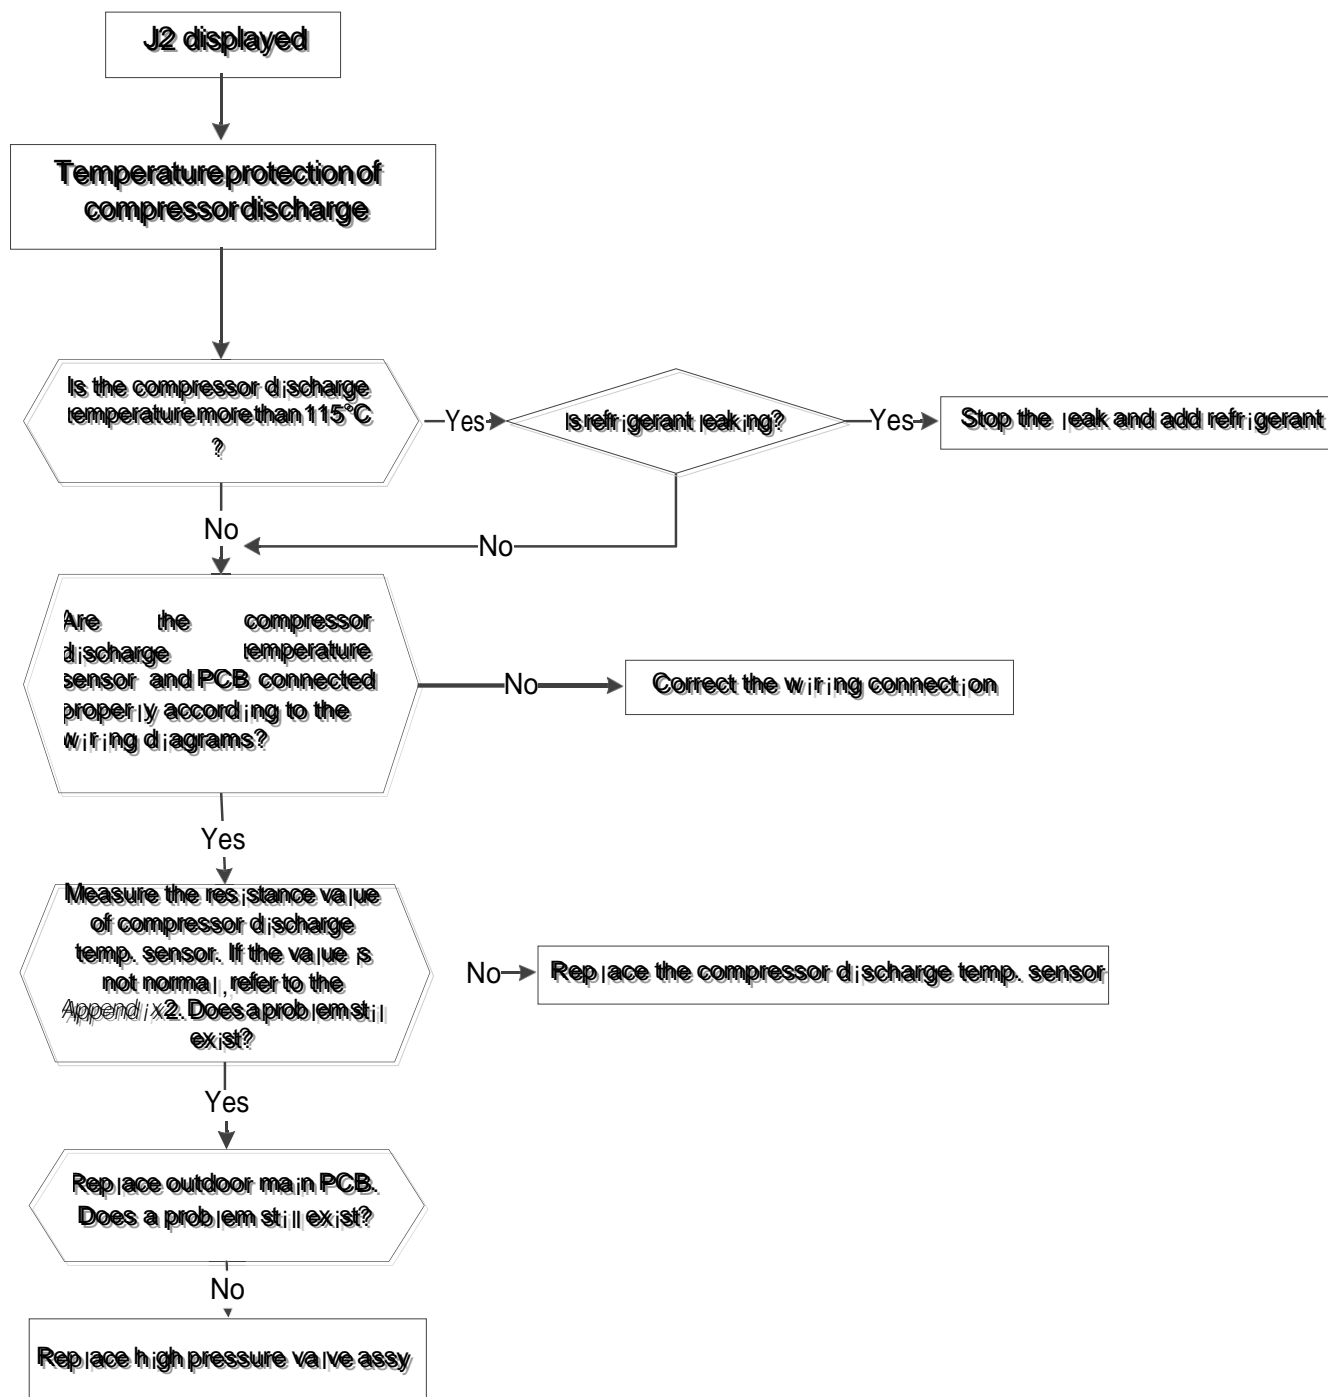 J2 displayed
Temperature protection of
compressor discharge
Is the compressor discharge
temperature more than 115°C
?
Yes
Is refrigerant leaking?
Yes
Stop the leak and add refrigerant
No
No
Are the compressor
discharge temperature
sensor and PCB connected
properly according to the
wiring diagrams?
No
Correct the wiring connection
Yes
Measure the resistance value
of compressor discharge
temp. sensor. If the value is
not normal, refer to the
Appendix 2. Does a problem still
exist?
No
Replace the compressor discharge temp. sensor
Yes
Replace outdoor main PCB.
Does a problem still exist?
No
Replace high pressure valve assy